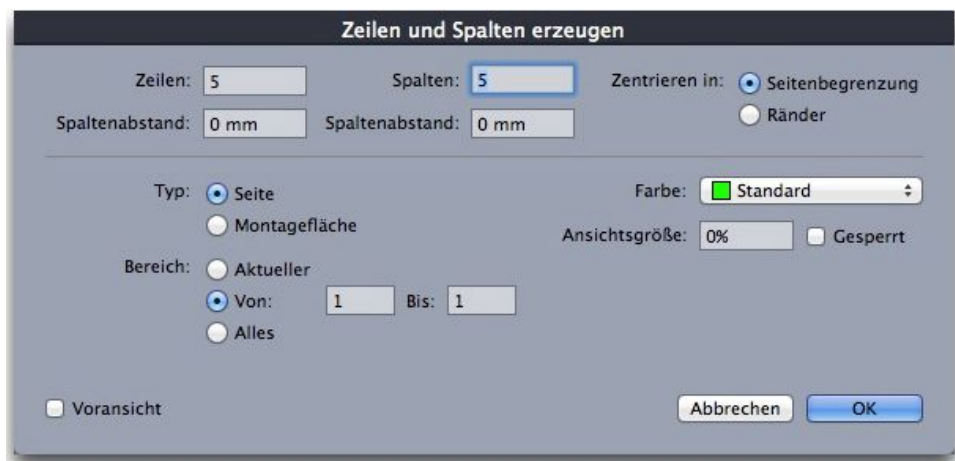 Zeilen und Spalten erzeugen
Zeilen: 5 Spalten: 5 Zentrieren in: Seitenbegrenzung
Spaltenabstand: 0 mm Spaltenabstand: 0 mm Ränder
Typ: Seite Farbe: Standard
Montagefläche Ansichtsgröße: 0% Gesperrt
Bereich: Aktueller
Von: 1 Bis: 1
Alles
Voransicht Abbrechen OK